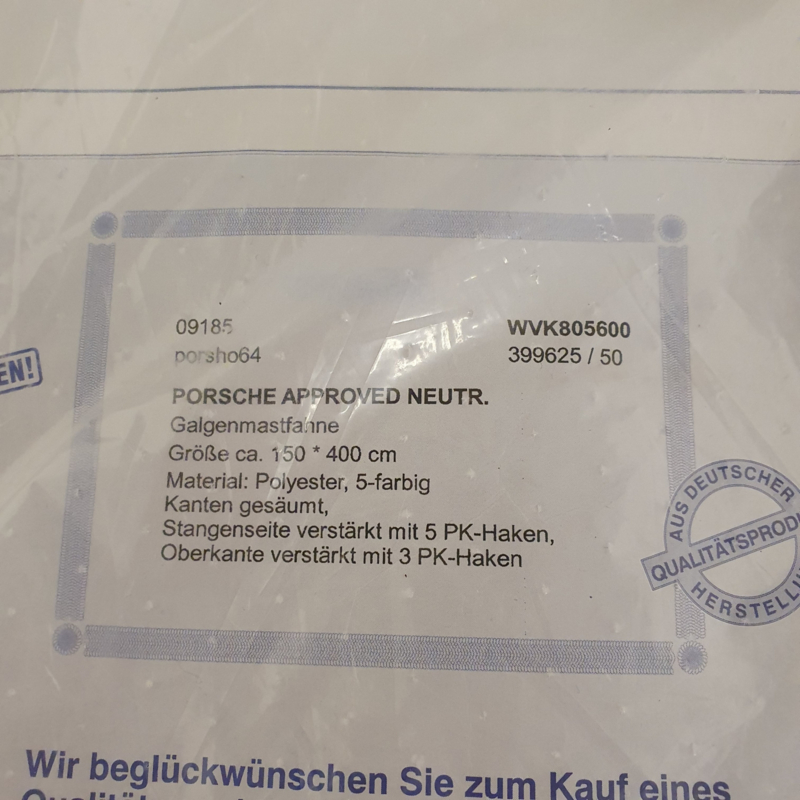 09185
WVK805600
porsho64
399625 / 50
PORSCHE APPROVED NEUTR.
Galgenmastfahne
Größe ca. 150 * 400 cm
Material: Polyester, 5-farbig
Kanten gesäumt,
Stangenseite verstärkt mit 5 PK-Haken,
Oberkante verstärkt mit 3 PK-Haken
EN!
AUS DEUTSCHER
QUALITÄTSPROD
HERSTELLU
Wir beglückwünschen Sie zum Kauf eines